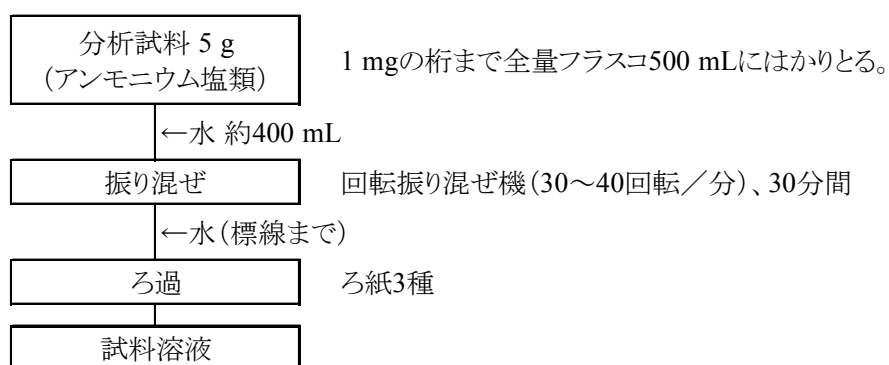 分析試料 5 g
(アンモニウム塩類)
1 mgの桁まで全量フラスコ500 mLにはかりとる。
←水 約400 mL
振り混ぜ
回転振り混ぜ機(30～40回転／分)、30分間
←水(標線まで)
ろ過
ろ紙3種
試料溶液